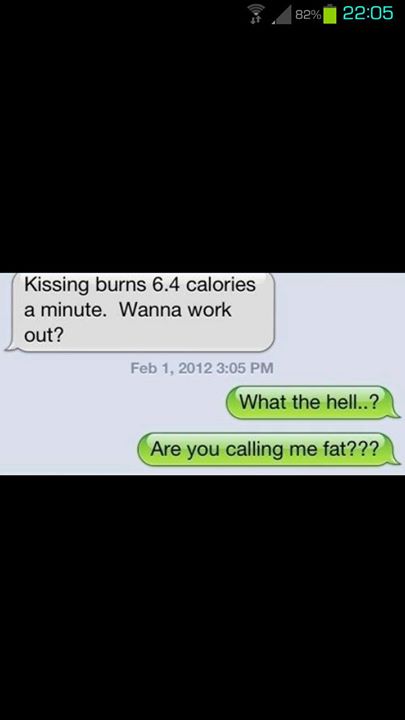 82% 22:05
Kissing burns 6.4 calories
a minute.  Wanna work
out?
Feb 1, 2012 3:05 PM
What the hell..?
Are you calling me fat???